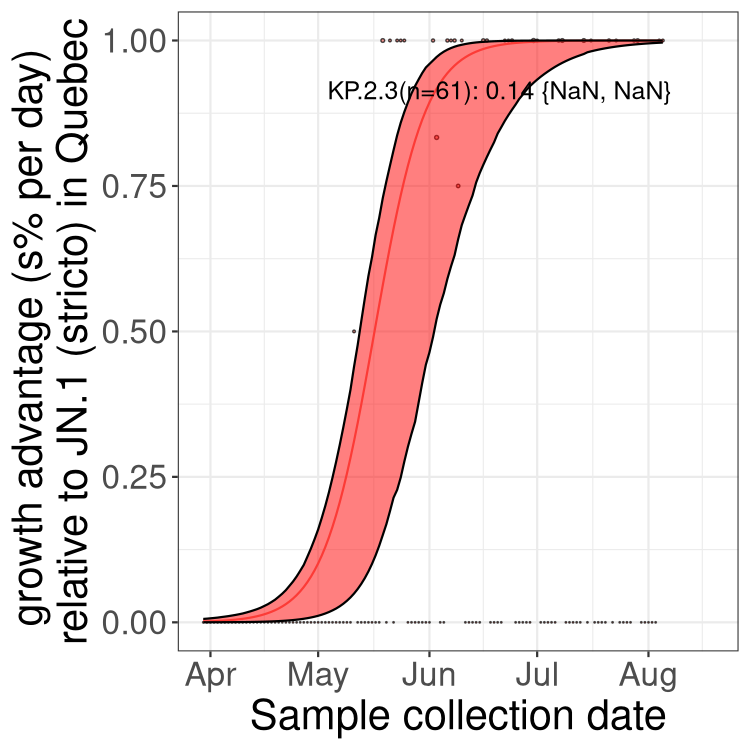 growth advantage (s% per day)
relative to JN.1 (stricto) in Quebec
1.00
0.75
0.50
0.25
0.00
KP.2.3(n=61): 0.14 {NaN, NaN}
Apr May Jun Jul Aug
Sample collection date